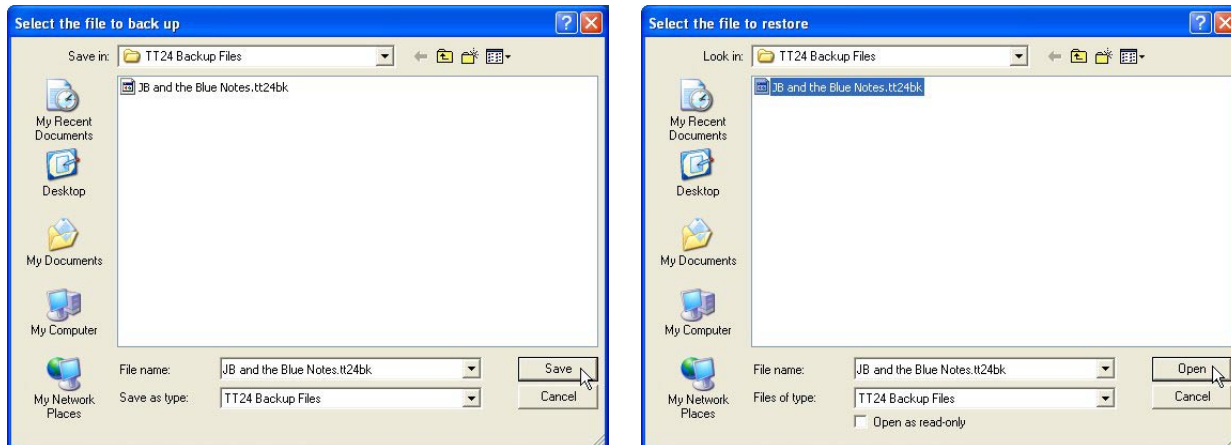 Select the file to back up
Save in: TT24 Backup Files
JB and the Blue Notes.tt24bk
My Recent
Documents
Desktop
My Documents
My Computer
My Network
Places
File name: JB and the Blue Notes.tt24bk Save
Save as type: TT24 Backup Files Cancel
Select the file to restore
Look in: TT24 Backup Files
JB and the Blue Notes.tt24bk
My Recent
Documents
Desktop
My Documents
My Computer
My Network
Places
File name: JB and the Blue Notes.tt24bk Open
Files of type: TT24 Backup Files Cancel
Open as read-only